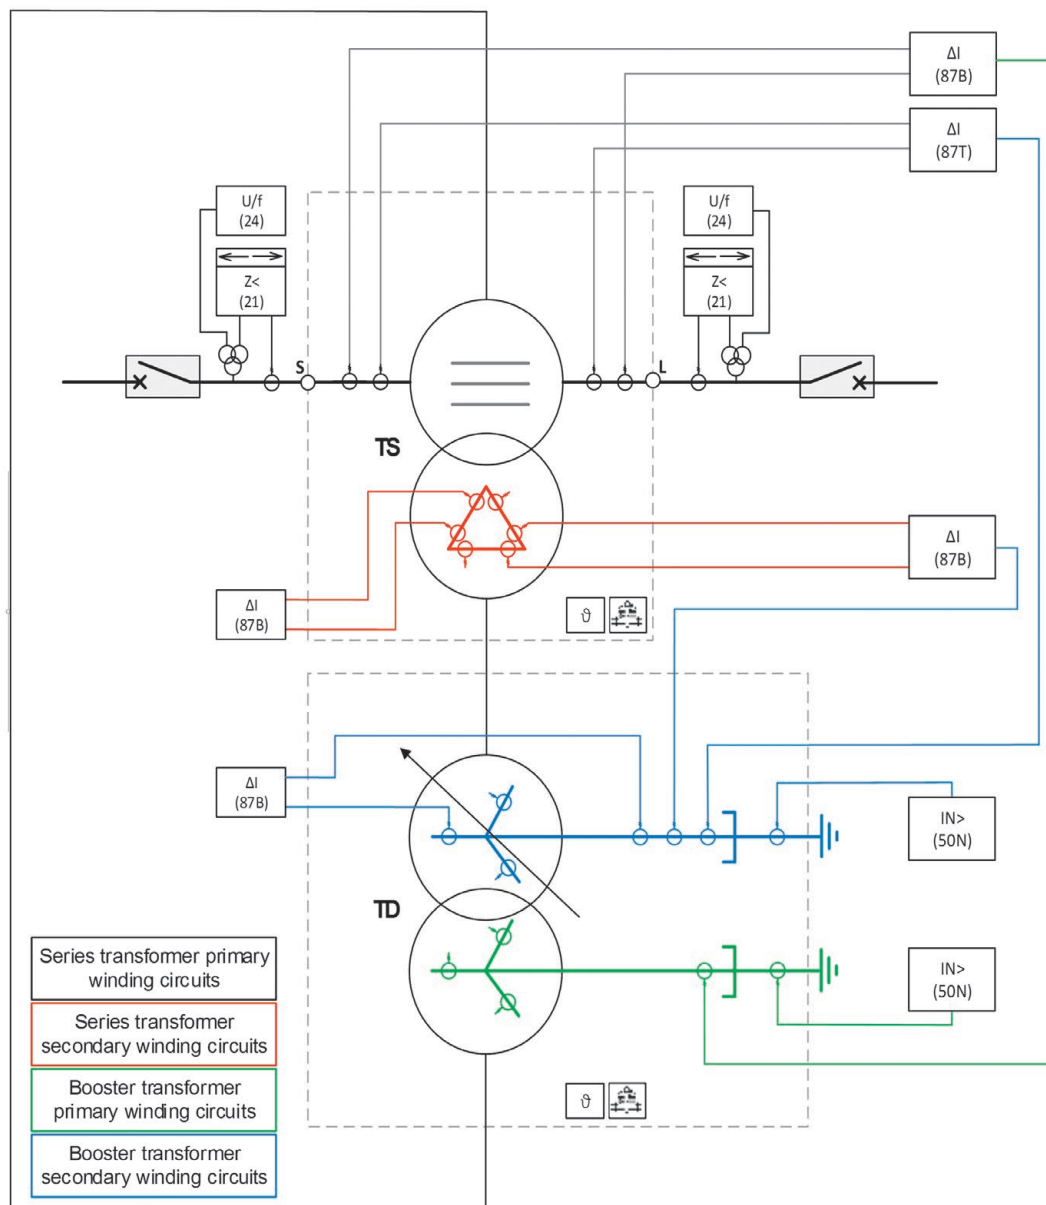 ΔI
(87B)
ΔI
(87T)
U/f
(24)
U/f
(24)
Z<
(21)
Z<
(21)
S
L
TS
ΔI
(87B)
ΔI
(87B)
ϑ
ΔI
(87B)
IN>
(50N)
TD
IN>
(50N)
Series transformer primary
winding circuits
Series transformer
secondary winding circuits
Booster transformer
primary winding circuits
Booster transformer
secondary winding circuits
ϑ